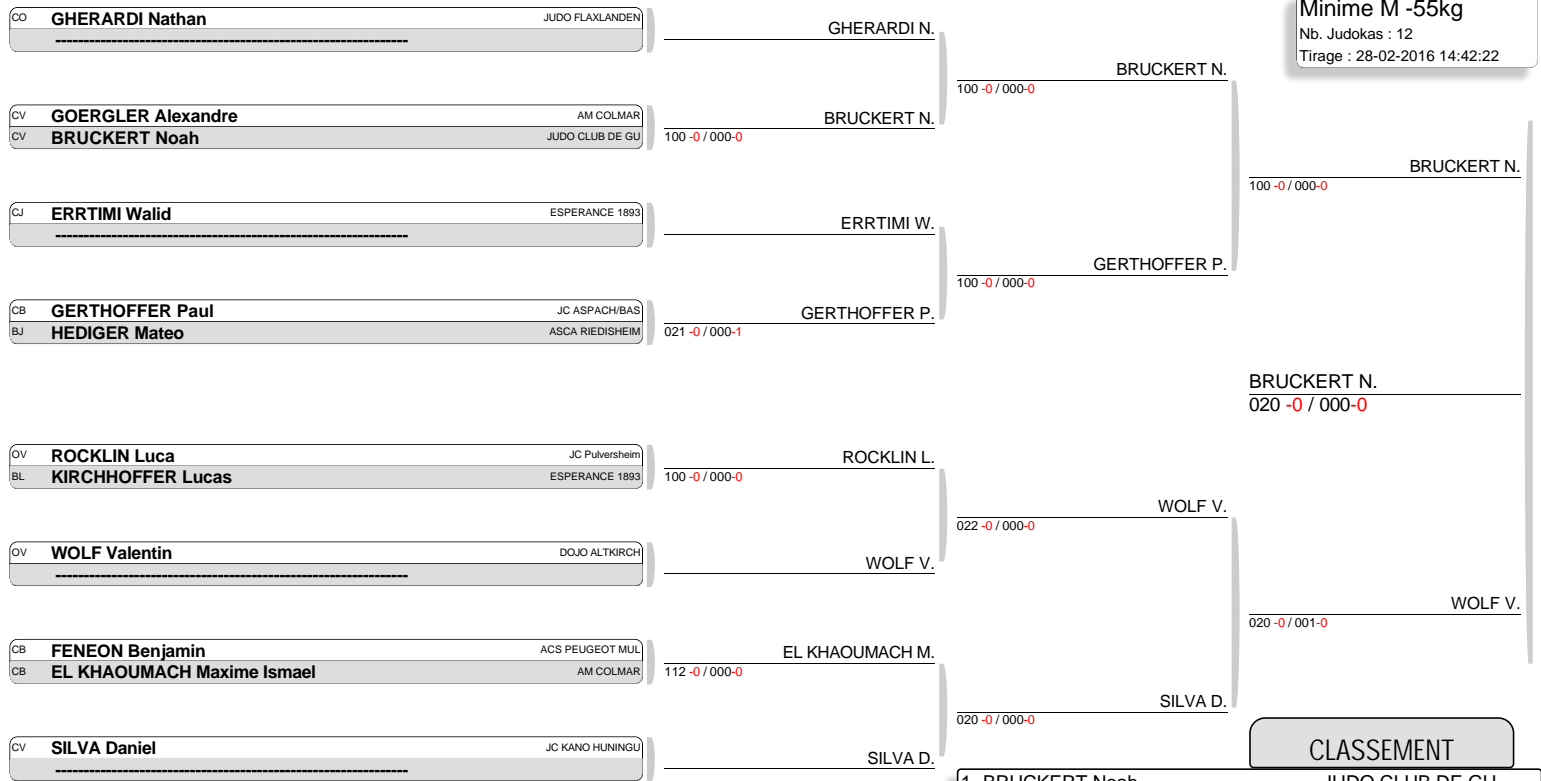 Minime M -55kg
Nb. Judokas : 12
Tirage : 28-02-2016 14:42:22
CO GHERARDI Nathan JUDO FLAXLANDEN
----------------------------------------------------------------
GHERARDI N.
BRUCKERT N.
100 -0 / 000-0
CV GOERGLER Alexandre AM COLMAR
CV BRUCKERT Noah JUDO CLUB DE GU
BRUCKERT N.
100 -0 / 000-0
BRUCKERT N.
100 -0 / 000-0
CJ ERRTIMI Walid ESPERANCE 1893
----------------------------------------------------------------
ERRTIMI W.
GERTHOFFER P.
100 -0 / 000-0
CB GERTHOFFER Paul JC ASPACH/BAS
BJ HEDIGER Mateo ASCA RIEDISHEIM
GERTHOFFER P.
021 -0 / 000-1
BRUCKERT N.
020 -0 / 000-0
OV ROCKLIN Luca JC Pulversheim
BL KIRCHHOFFER Lucas ESPERANCE 1893
ROCKLIN L.
100 -0 / 000-0
WOLF V.
022 -0 / 000-0
OV WOLF Valentin DOJO ALTKIRCH
----------------------------------------------------------------
WOLF V.
WOLF V.
020 -0 / 001-0
CB FENEON Benjamin ACS PEUGEOT MUL
CB EL KHAOUMACH Maxime Ismael AM COLMAR
EL KHAOUMACH M.
112 -0 / 000-0
SILVA D.
020 -0 / 000-0
CV SILVA Daniel JC KANO HUNINGU
----------------------------------------------------------------
SILVA D.
CLASSEMENT
1 BRUCKERT Noah JUDO CLUB DE GU